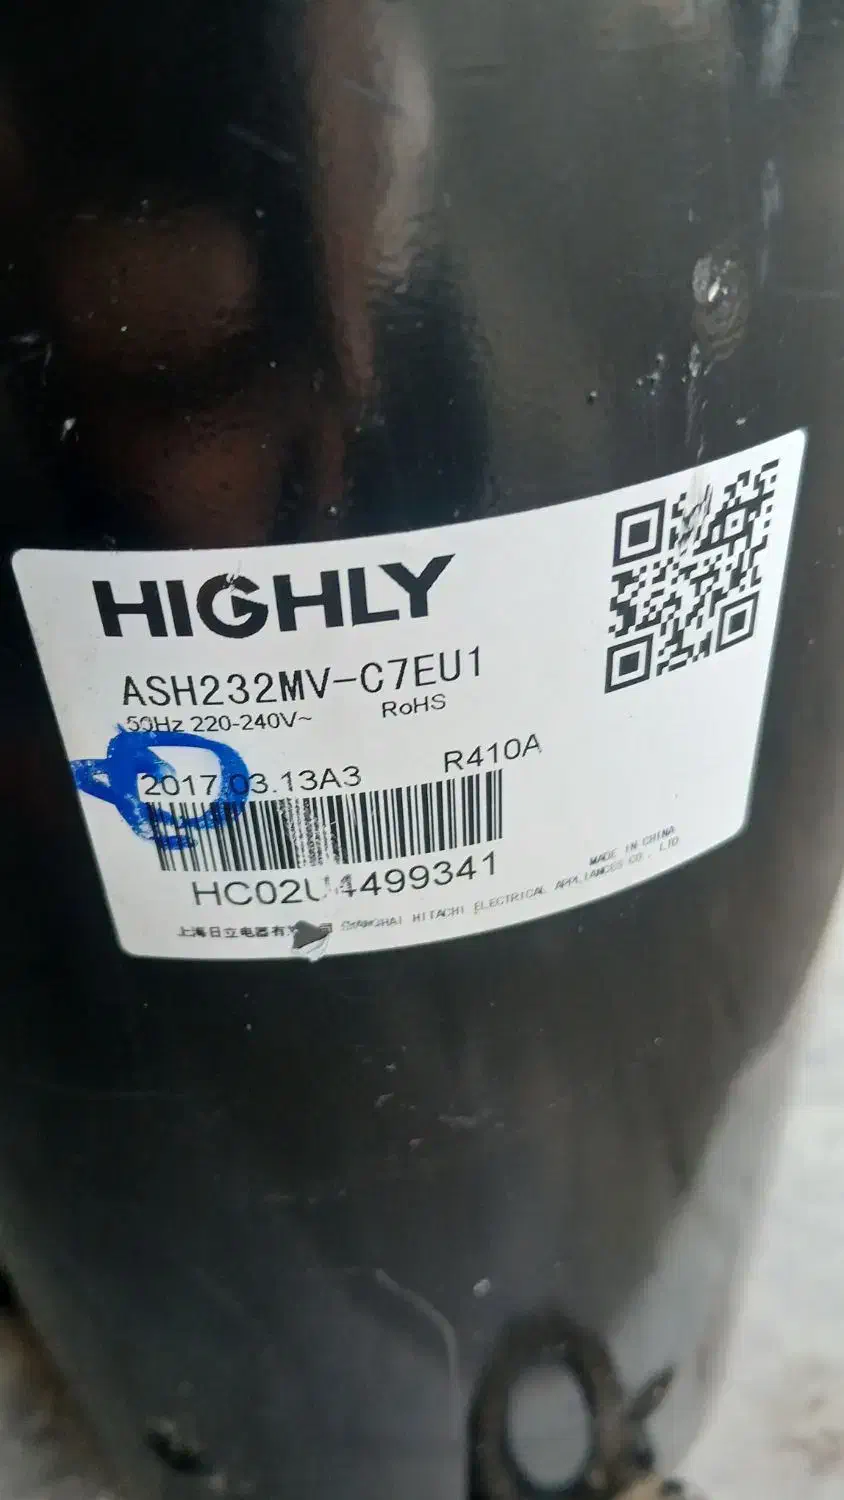 HIGHLY
ASH232MV-C7EU1
50Hz 220-240V~ RoHS
2017.03.13A3 R410A
HC02U4499341
MADE IN CHINA
上海日立电器有 司 SHANGHAI HITACHI ELECTRICAL APPLIANCES CO., LTD